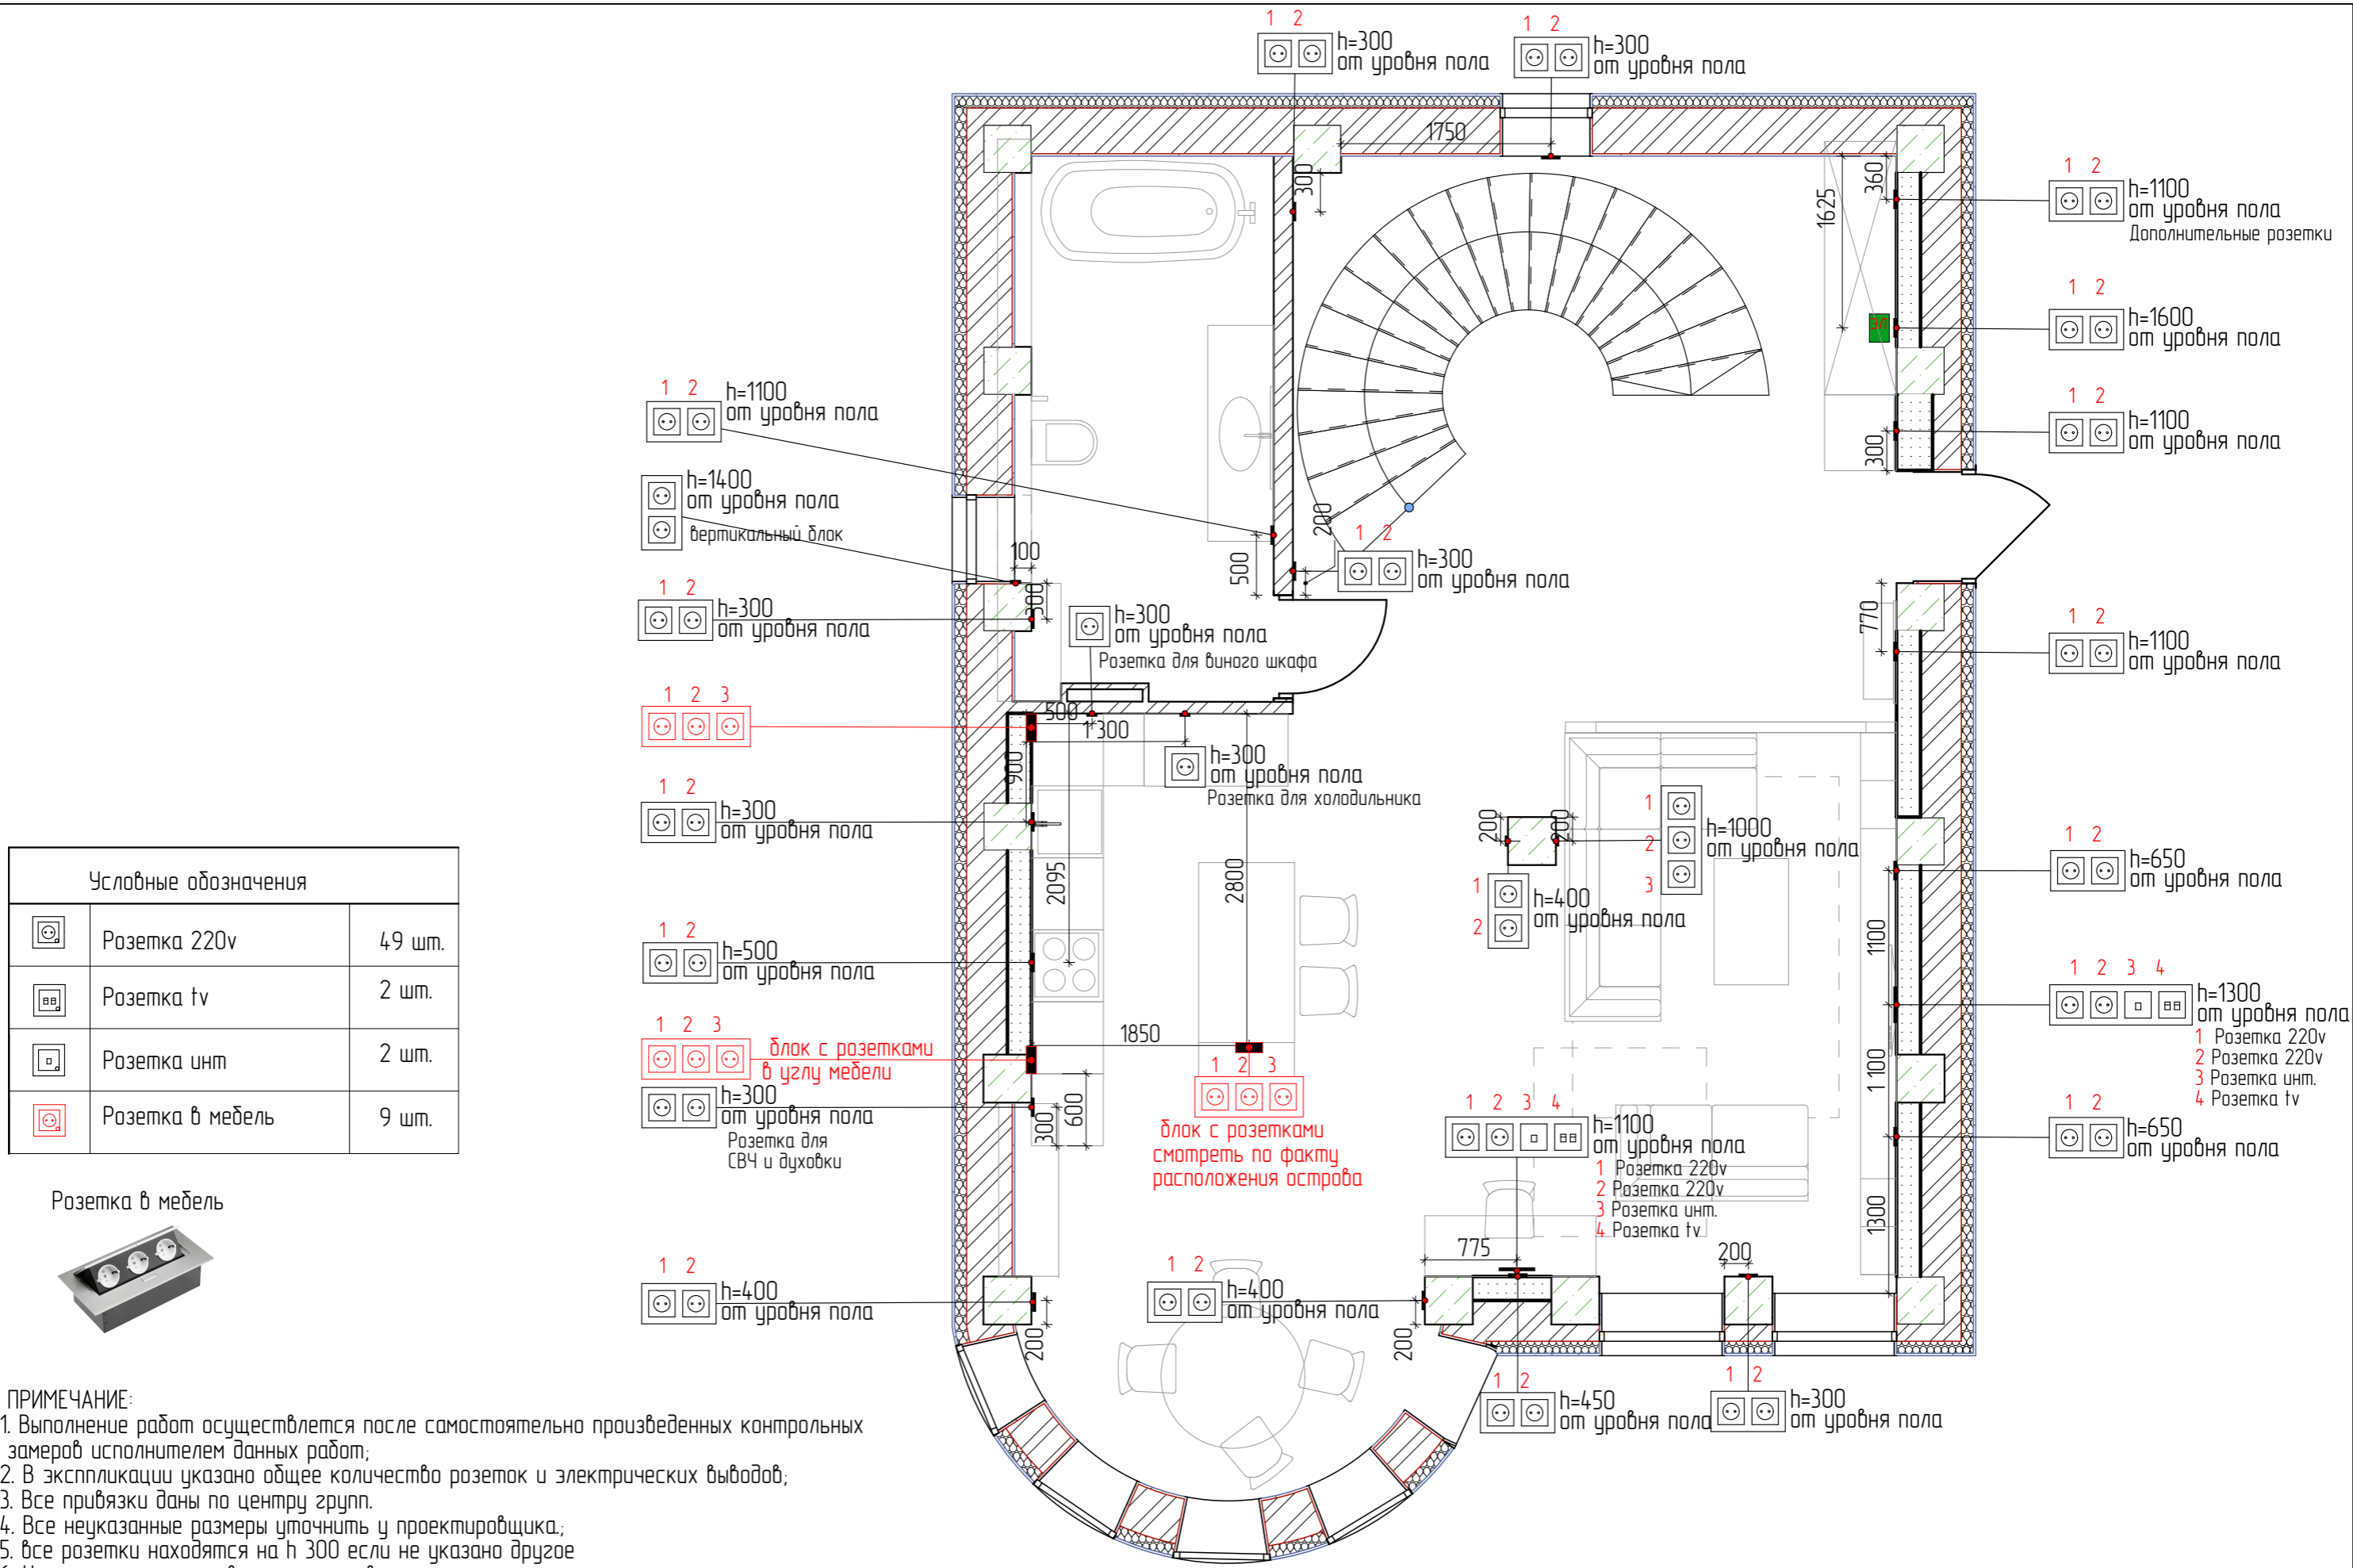 1 2
h=300
от уровня пола
1 2
h=300
от уровня пола
1750
300
1625
360
1 2
h=1100
от уровня пола
Дополнительные розетки
1 2
h=1600
от уровня пола
1 2
h=1100
от уровня пола
300
1 2
h=1100
от уровня пола
h=1400
от уровня пола
вертикальный блок
100
500
200
1 2
h=300
от уровня пола
1 2
h=300
от уровня пола
300
h=300
от уровня пола
Розетка для виного шкафа
770
1 2
h=1100
от уровня пола
1 2 3
500
1300
900
h=300
от уровня пола
Розетка для холодильника
1 2
h=300
от уровня пола
200
200
1
2
3
h=1000
от уровня пола
1
2
h=400
от уровня пола
1 2
h=650
от уровня пола
2095
2800
1100
1 2
h=500
от уровня пола
1 2 3 4
h=1300
от уровня пола
1 Розетка 220v
2 Розетка 220v
3 Розетка инт.
4 Розетка tv
1 2 3
блок с розетками
в углу мебели
1850
1 2 3
блок с розетками
смотреть по факту
расположения острова
1100
h=300
от уровня пола
Розетка для
СВЧ и духовки
300
600
1 2 3 4
h=1100
от уровня пола
1 Розетка 220v
2 Розетка 220v
3 Розетка инт.
4 Розетка tv
1 2
h=650
от уровня пола
1300
1 2
h=400
от уровня пола
200
1 2
h=400
от уровня пола
200
775
200
1 2
h=450
от уровня пола
1 2
h=300
от уровня пола
Условные обозначения
Розетка 220v 49 шт.
Розетка tv 2 шт.
Розетка инт 2 шт.
Розетка в мебель 9 шт.
Розетка в мебель
ПРИМЕЧАНИЕ:
1. Выполнение работ осуществлется после самостоятельно произведенных контрольных
замеров исполнителем данных работ;
2. В экспликации указано общее количество розеток и электрических выводов;
3. Все привязки даны по центру групп.
4. Все неуказанные размеры уточнить у проектировщика.;
5. все розетки находятся на h 300 если не указано другое